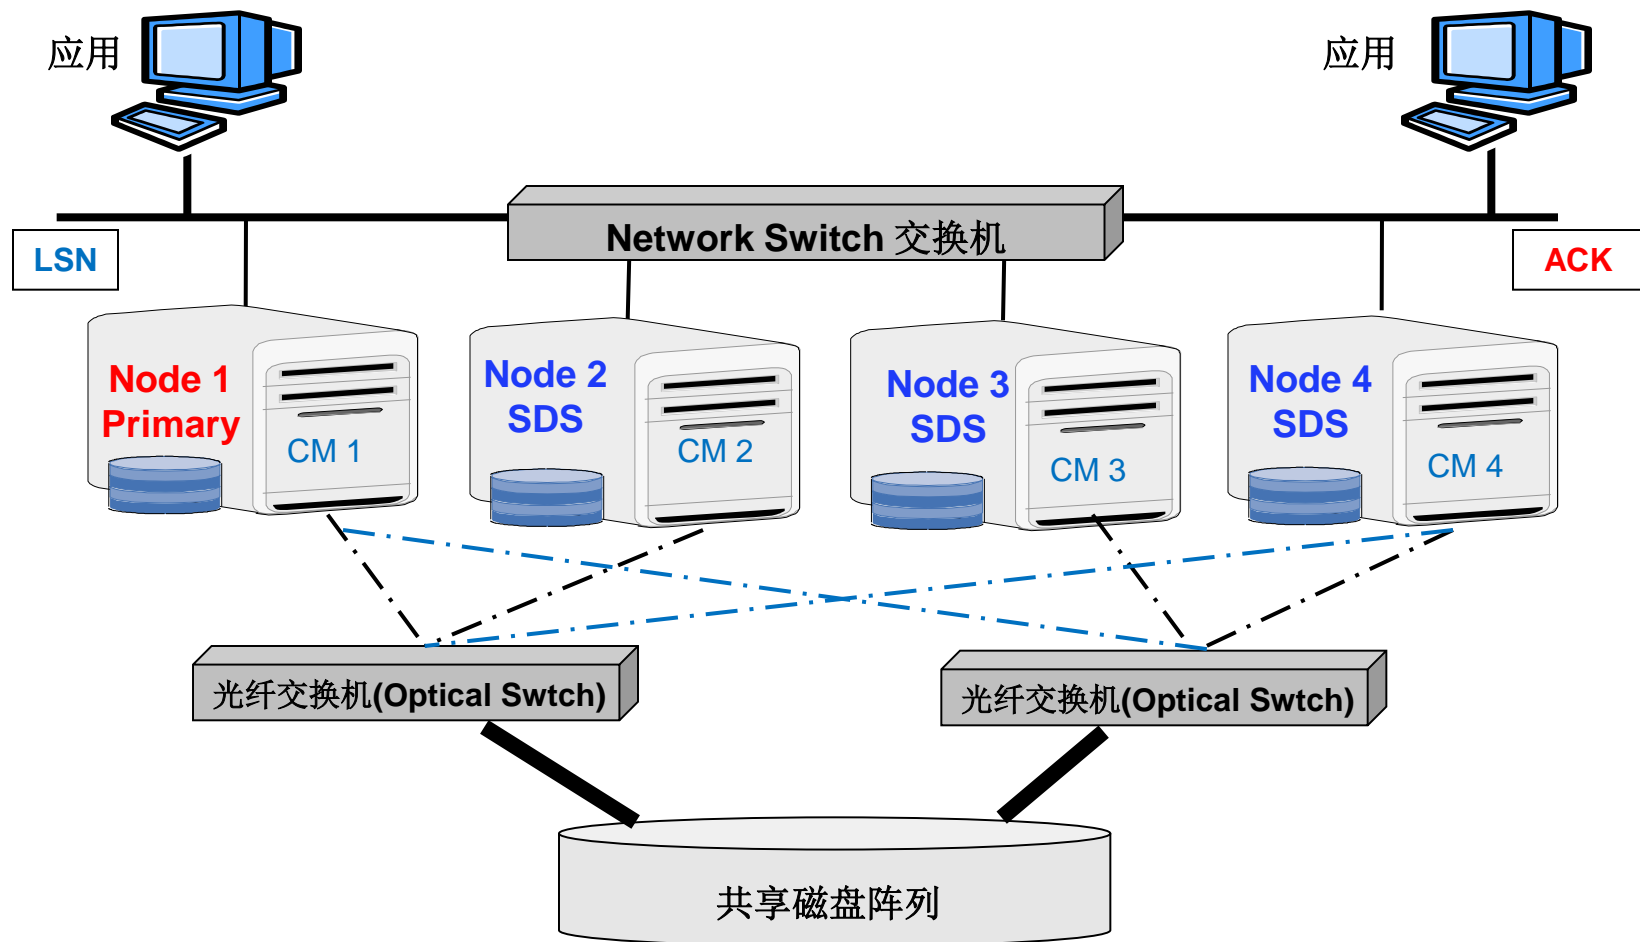 应用
应用
Network Switch 交换机
LSN
ACK
Node 1
Primary
CM 1
Node 2
SDS
CM 2
Node 3
SDS
CM 3
Node 4
SDS
CM 4
光纤交换机(Optical Swtch)
光纤交换机(Optical Swtch)
共享磁盘阵列